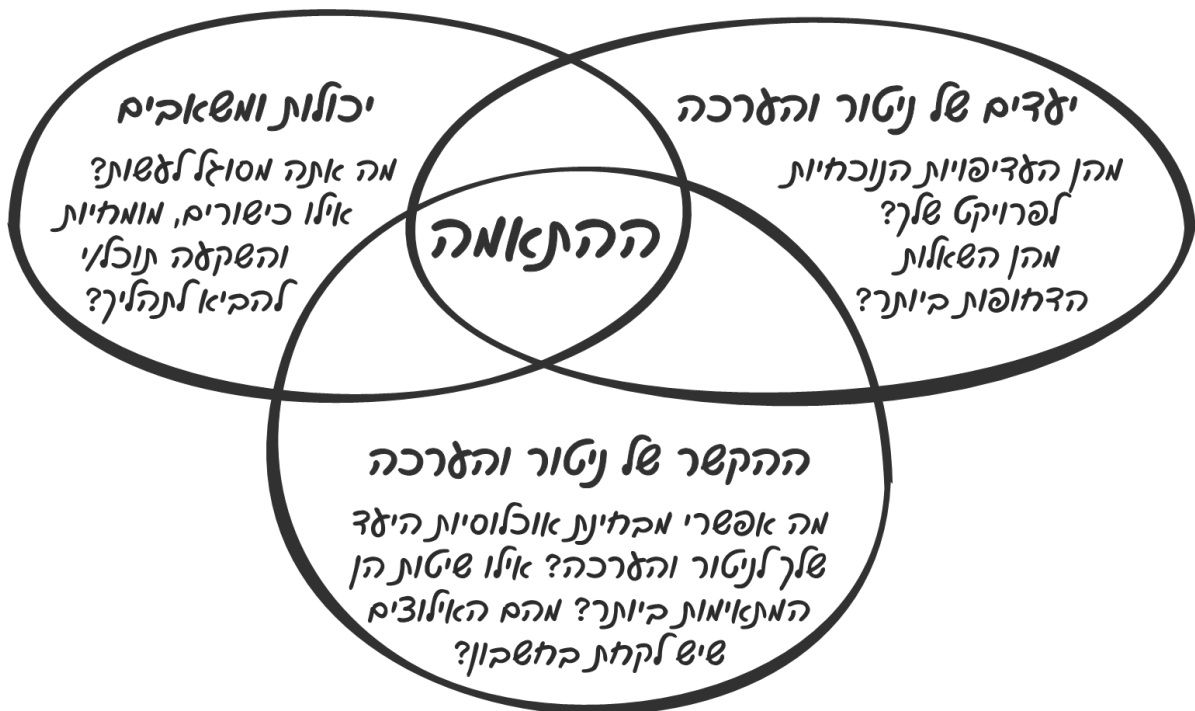 יעדים של ניטור והערכה
מהן העדיפויות הנוכחיות
לפרויקט שלך?
מהן השאלות
הדחופות ביותר?
יכולות ומשאבים
מה אתה מסוגל לעשות?
אילו כישורים, מומחיות
והשקעה תוכל/י
להביא לתהליך?
ההתאמה
ההקשר של ניטור והערכה
מה אפשרי מבחינת אוכלוסיות היעד
שלך לניטור והערכה? אילו שיטות הן
המתאימות ביותר? מהם האילוצים
שיש לקחת בחשבון?